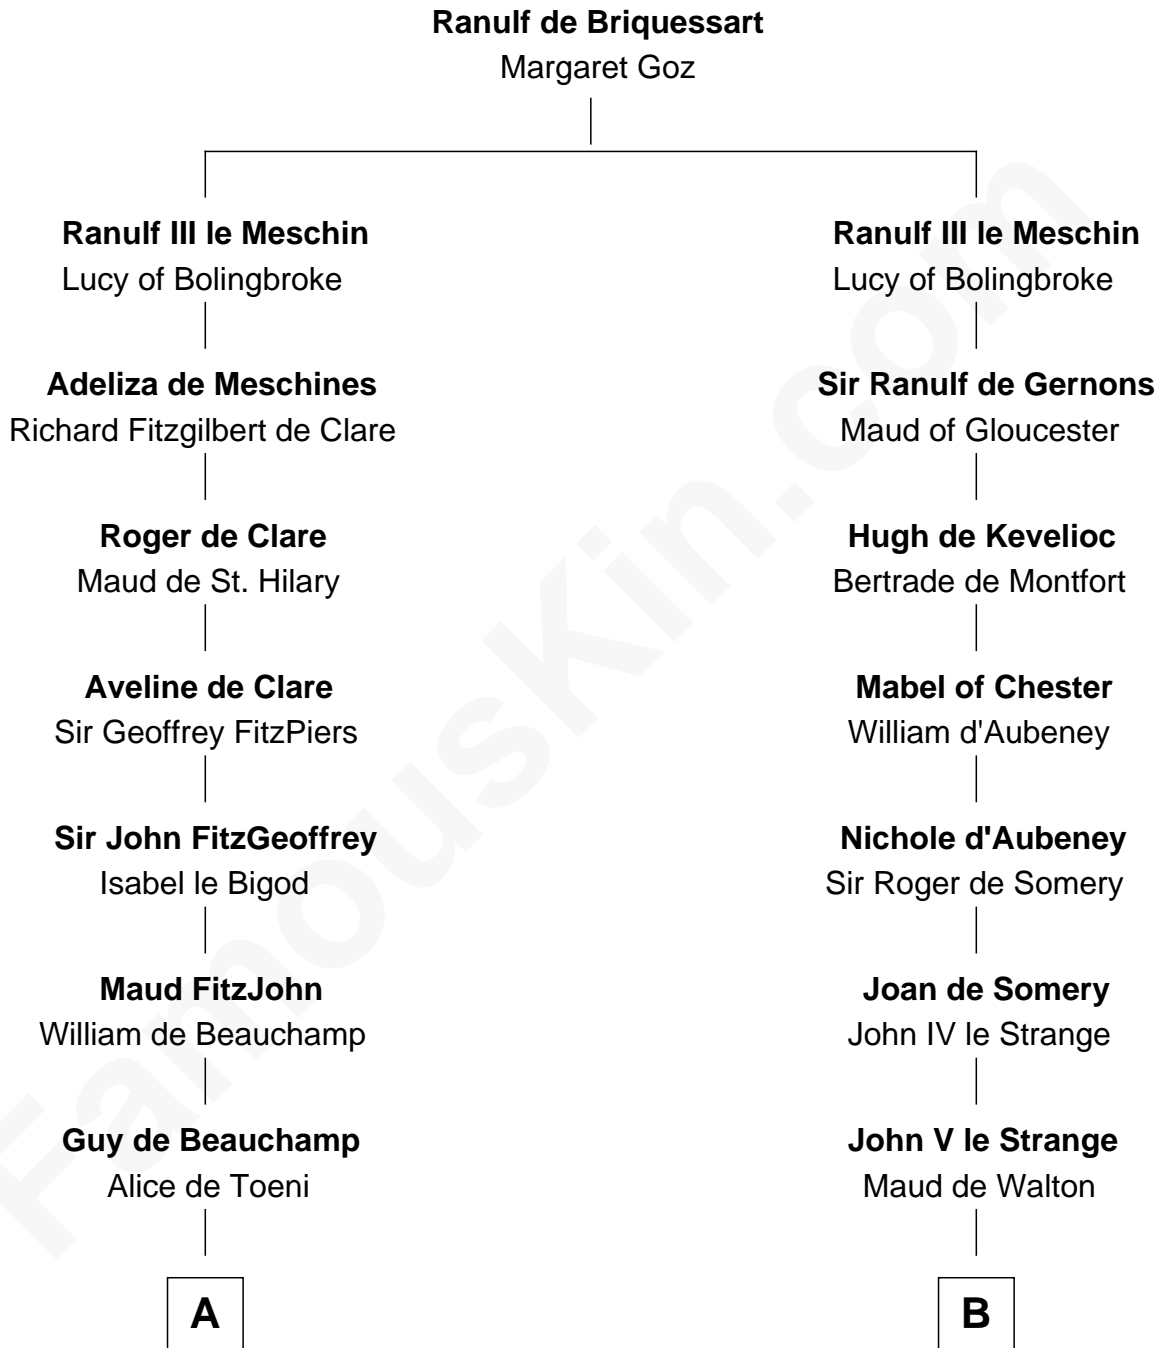 Ranulf de Briquessart
Margaret Goz
Ranulf III le Meschin
Lucy of Bolingbroke
Adeliza de Meschines
Richard Fitzgilbert de Clare
Roger de Clare
Maud de St. Hilary
Aveline de Clare
Sir Geoffrey FitzPiers
Sir John FitzGeoffrey
Isabel le Bigod
Maud FitzJohn
William de Beauchamp
Guy de Beauchamp
Alice de Toeni
A
Ranulf III le Meschin
Lucy of Bolingbroke
Sir Ranulf de Gernons
Maud of Gloucester
Hugh de Kevelioc
Bertrade de Montfort
Mabel of Chester
William d'Aubeney
Nichole d'Aubeney
Sir Roger de Somery
Joan de Somery
John IV le Strange
John V le Strange
Maud de Walton
B
FamousKin.com